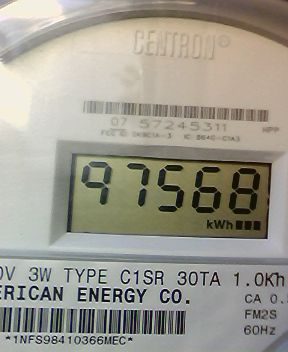 CENTRON®
07 57245311 HPP
97568
kWh
0V 3W TYPE C1SR 30TA 1.0Kh
ERICAN ENERGY CO. CA 0.
FM2S
*1NFS98410366MEC* 60Hz